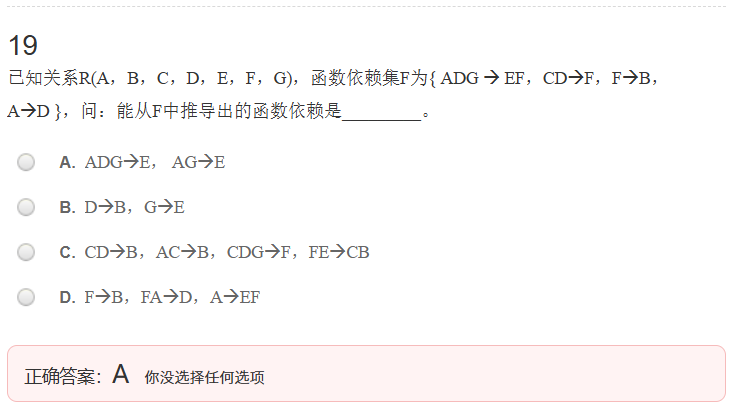 19
已知关系R(A，B，C，D，E，F，G)，函数依赖集F为{ ADG → EF，CD→F，F→B，
A→D }，问：能从F中推导出的函数依赖是_________。
A. ADG→E， AG→E
B. D→B，G→E
C. CD→B，AC→B，CDG→F，FE→CB
D. F→B，FA→D，A→EF
正确答案：A 你没选择任何选项